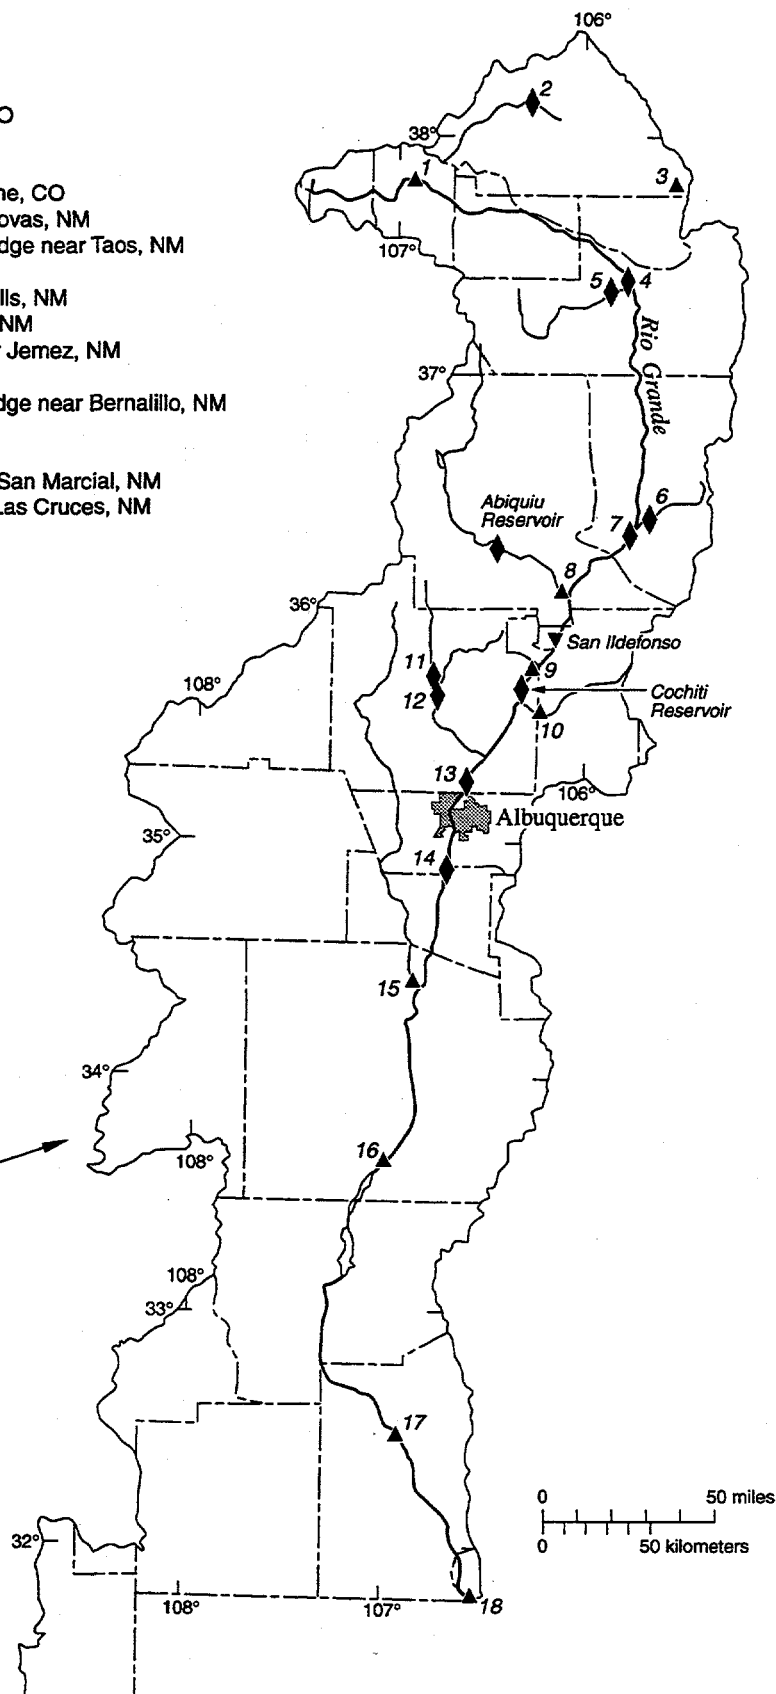 106°
O
2
38°
1
3
ne, CO
ovas, NM
dge near Taos, NM
107°
5
4
lls, NM
NM
r Jemez, NM
Rio Grande
37°
dge near Bernalillo, NM
San Marcial, NM
Las Cruces, NM
Abiquiu
Reservoir
6
7
8
36°
San Ildefonso
11
9
108°
12
Cochiti
Reservoir
10
13
106°
Albuquerque
35°
14
15
34°
16
108°
108°
33°
17
0 50 miles
32°
0 50 kilometers
108°
107°
18